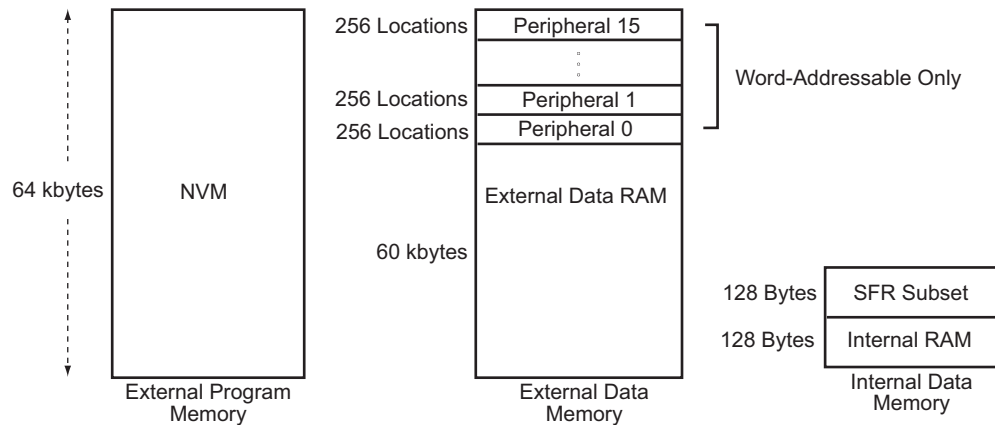 256 Locations
Peripheral 15
Word-Addressable Only
256 Locations
Peripheral 1
256 Locations
Peripheral 0
64 kbytes
NVM
External Data RAM
60 kbytes
128 Bytes
SFR Subset
128 Bytes
Internal RAM
External Program
Memory
External Data
Memory
Internal Data
Memory